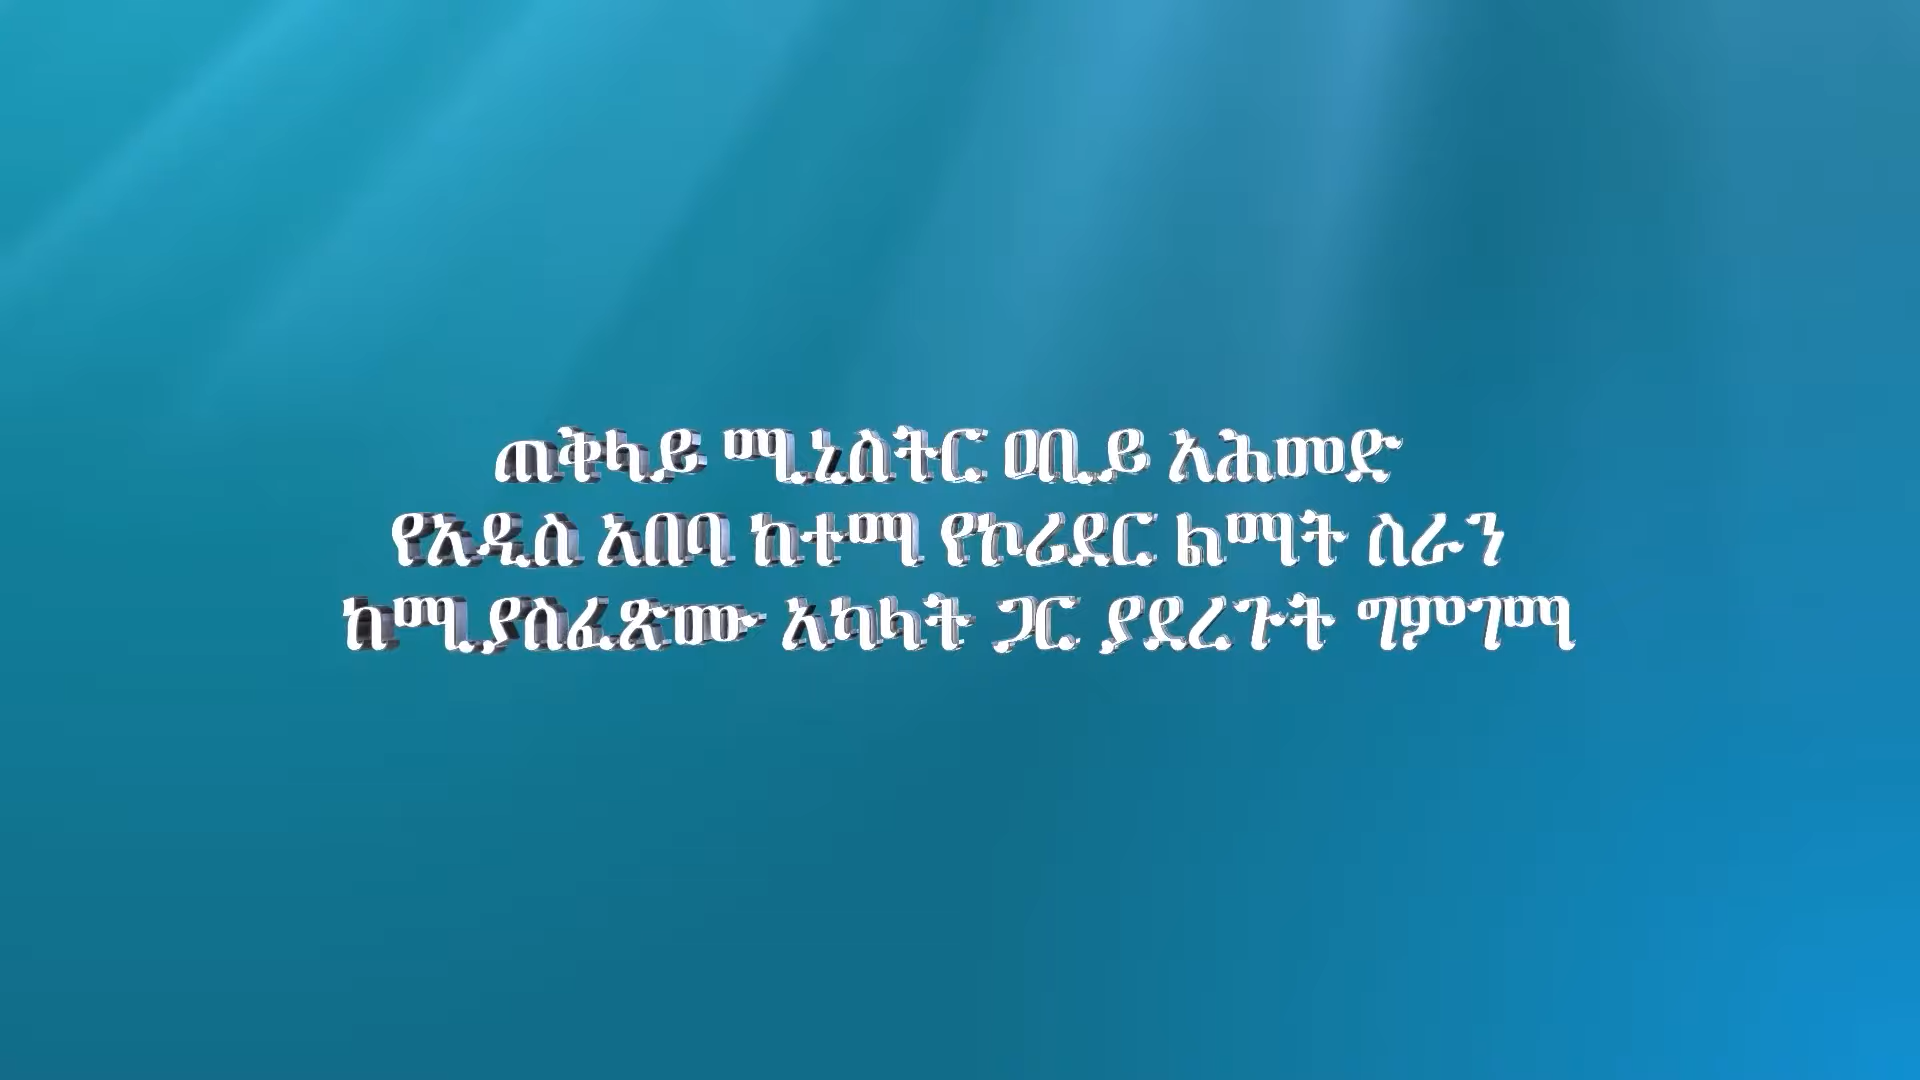 ጠቅላይ ሚኒስትር ዐቢይ አሕመድ
የአዲስ አበባ ከተማ የኮሪደር ልማት ስራን
ከሚያስፈጽሙ አካላት ጋር ያደረጉት ግምገማ